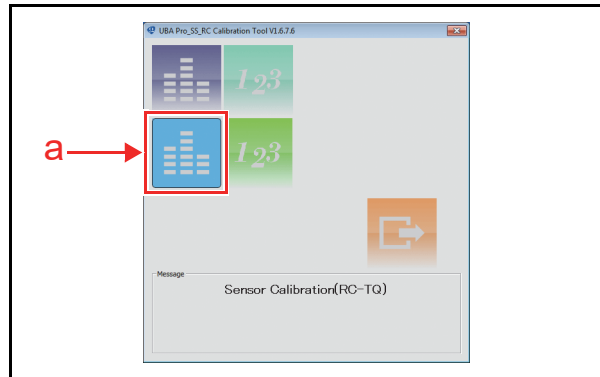 UBA Pro_SS_RC Calibration Tool V1.6.7.6
123
a
123
Message
Sensor Calibration(RC-TQ)